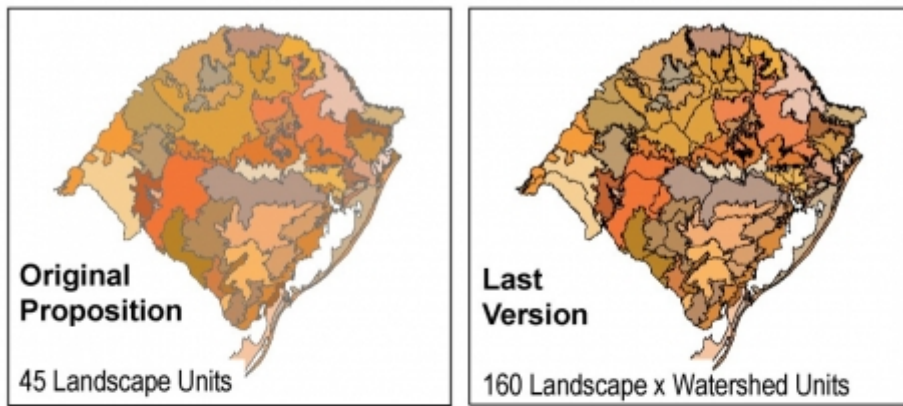 Original
Proposition
45 Landscape Units
Last
Version
160 Landscape x Watershed Units